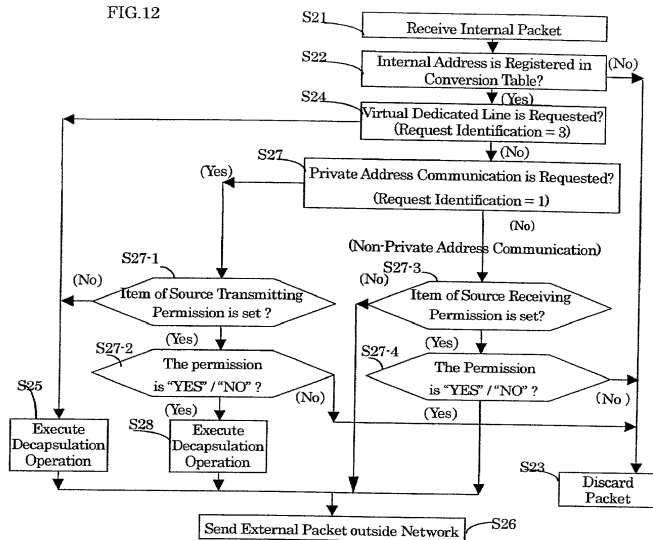 FIG.12
S21
Receive Internal Packet
S22
Internal Address is Registered in
Conversion Table?
(No)
(Yes)
S24
Virtual Dedicated Line is Requested?
(Request Identification = 3)
(No)
S27
(Yes)
Private Address Communication is Requested?
(Request Identification = 1)
(No)
(Non-Private Address Communication)
S27-1
(No)
Item of Source Transmitting
Permission is set ?
(Yes)
S27-3
(No)
Item of Source Receiving
Permission is set?
(Yes)
S27-2
The permission
is "YES" / "NO" ?
(Yes)
(No)
S27-4
The Permission
is "YES" / "NO" ?
(Yes)
(No )
S25
Execute
Decapsulation
Operation
S28
Execute
Decapsulation
Operation
S23
Discard
Packet
Send External Packet outside Network
S26